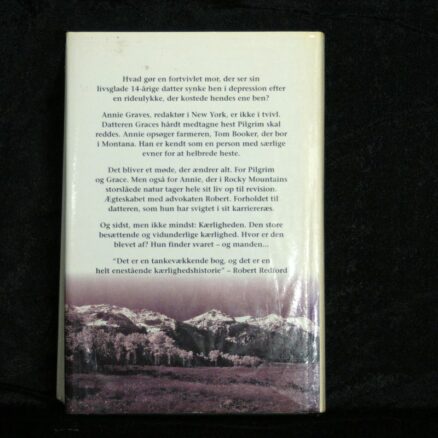 Hvad gør en fortvivlet mor, der ser sin
livsglade 14-årige datter synke hen i depression efter
en rideulykke, der kostede hendes ene ben?
Annie Graves, redaktør i New York, er ikke i tvivl.
Datteren Graces hårdt medtagne hest Pilgrim skal
reddes. Annie opsøger farmeren, Tom Booker, der bor
i Montana. Han er kendt som en person med særlige
evner for at helbrede heste.
Det bliver et møde, der ændrer alt. For Pilgrim
og Grace. Men også for Annie, der i Rocky Mountains
storslåede natur tager hele sit liv op til revision.
Ægteskabet med advokaten Robert. Forholdet til
datteren, som hun har svigtet i sit karriereræs.
Og sidst, men ikke mindst: Kærligheden. Den store
besættende og vidunderlige kærlighed. Hvor er den
blevet af? Hun finder svaret – og manden...
"Det er en tankevækkende bog, og det er en
helt enestående kærlighedshistorie" – Robert Redford